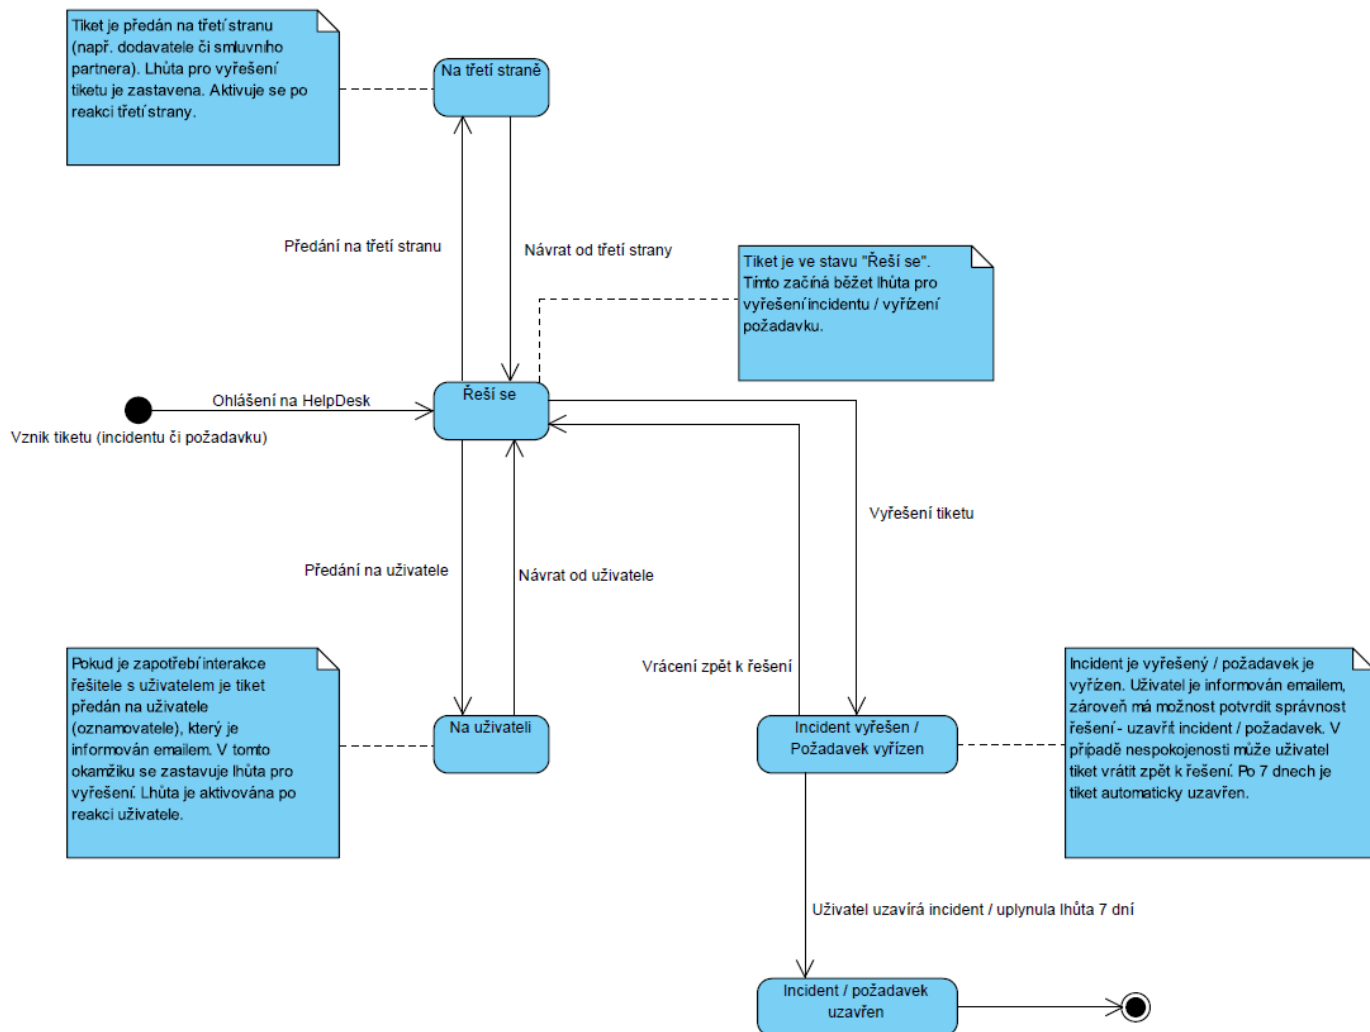 Tiket je předán na třetí stranu
(např. dodavatele či smluvního
partnera). Lhůta pro vyřešení
tiketu je zastavena. Aktivuje se po
reakci třetí strany.
Na třetí straně
Předání na třetí stranu
Návrat od třetí strany
Tiket je ve stavu "Řeší se".
Tímto začíná běžet lhůta pro
vyřešení incidentu / vyřízení
požadavku.
Řeší se
Ohlášení na HelpDesk
Vznik tiketu (incidentu či požadavku)
Vyřešení tiketu
Předání na uživatele
Návrat od uživatele
Vrácení zpět k řešení
Pokud je zapotřebí interakce
řešitele s uživatelem je tiket
předán na uživatele
(oznamovatele), který je
informován emailem. V tomto
okamžiku se zastavuje lhůta pro
vyřešení. Lhůta je aktivována po
reakci uživatele.
Na uživateli
Incident vyřešen /
Požadavek vyřízen
Incident je vyřešený / požadavek je
vyřízen. Uživatel je informován emailem,
zároveň má možnost potvrdit správnost
řešení - uzavřít incident / požadavek. V
případě nespokojenosti může uživatel
tiket vrátit zpět k řešení. Po 7 dnech je
tiket automaticky uzavřen.
Uživatel uzavírá incident / uplynula lhůta 7 dní
Incident / požadavek
uzavřen